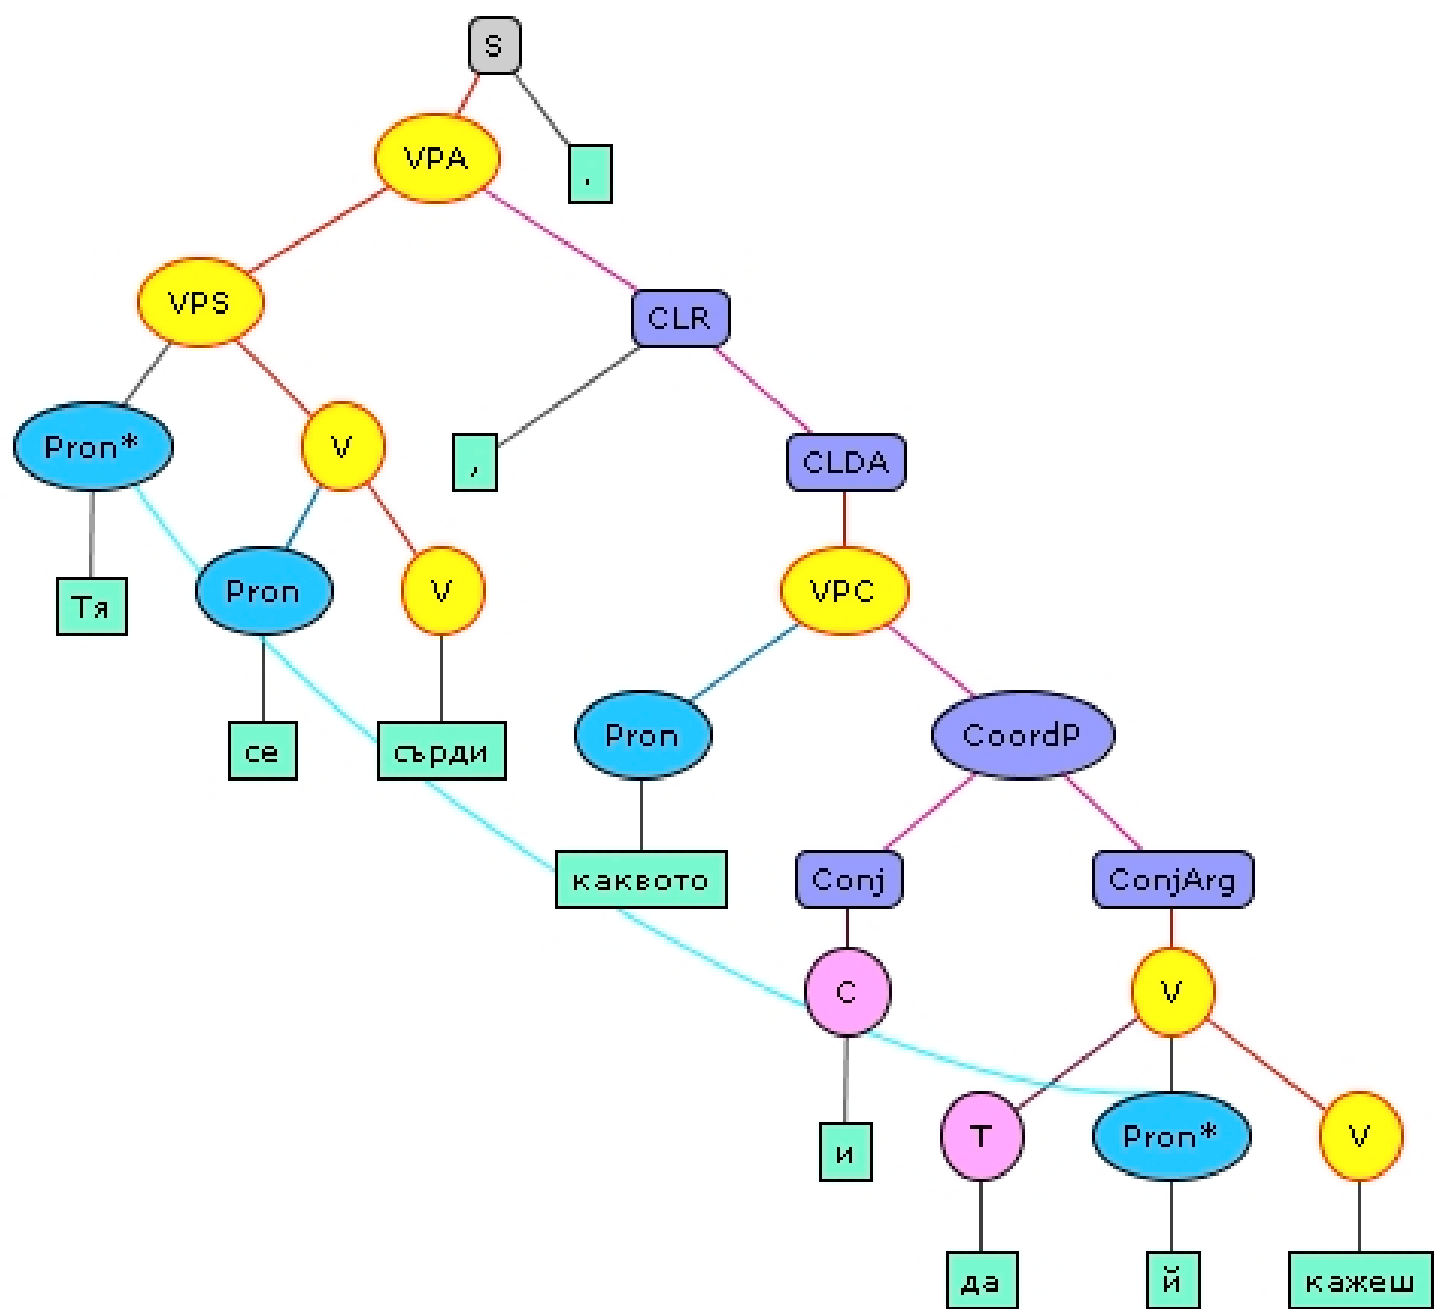 S
VPA
.
VPS
CLR
Pron* V , CLDA
Pron V VPC
Тя
се сърди Pron CoordP
каквото Conj ConjArg
C V
и T Pron* V
да й кажеш